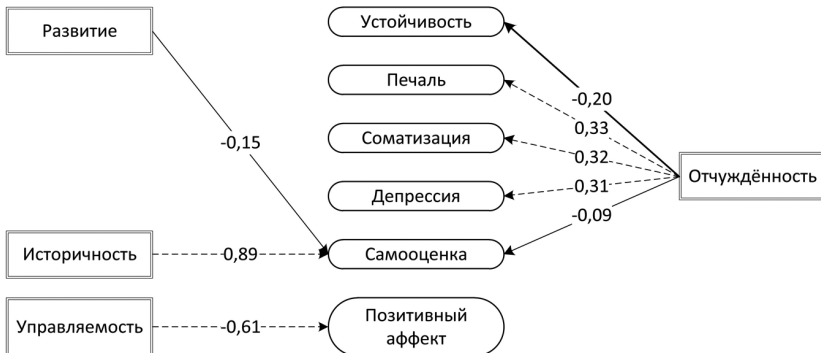 Развитие
Устойчивость
Печаль
Соматизация
Депрессия
Самооценка
Позитивный
аффект
Историчность
Управляемость
Отчуждённость
-0,15
0,89
-0,61
-0,20
0,33
0,32
0,31
-0,09